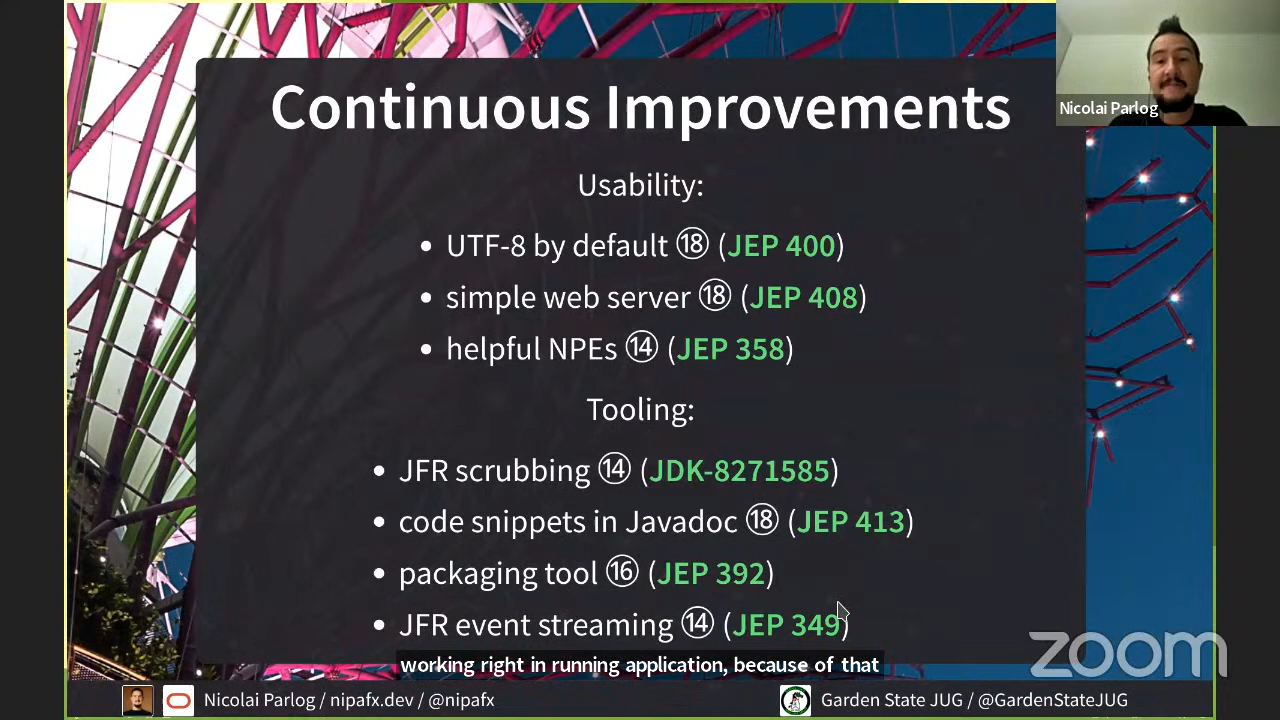 Continuous Improvements
Nicolai Parlog
Usability:
• UTF-8 by default ⑱ (JEP 400)
• simple web server ⑱ (JEP 408)
• helpful NPEs ⑭ (JEP 358)
Tooling:
• JFR scrubbing ⑭ (JDK-8271585)
• code snippets in Javadoc ⑱ (JEP 413)
• packaging tool ⑯ (JEP 392)
• JFR event streaming ⑭ (JEP 349)
working right in running application, because of that
zoom
Nicolai Parlog / nipafx.dev / @nipafx
Garden State JUG / @GardenStateJUG